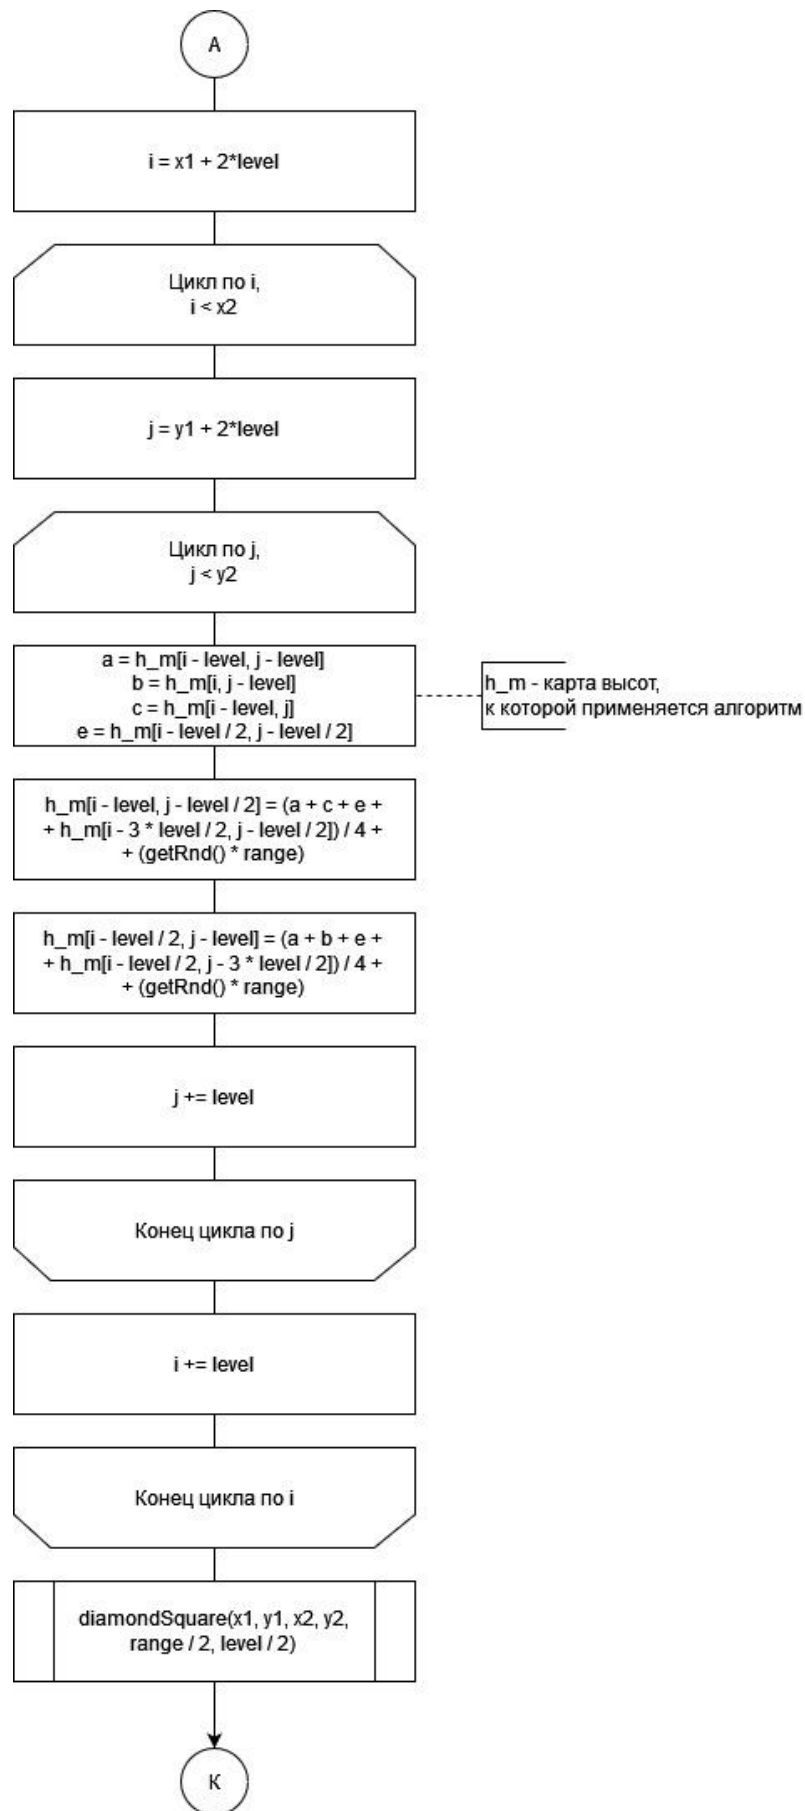 A
i = x1 + 2*level
Цикл по i,
i < x2
j = y1 + 2*level
Цикл по j,
j < y2
a = h_m[i - level, j - level]
b = h_m[i, j - level]
c = h_m[i - level, j]
e = h_m[i - level / 2, j - level / 2]
h_m - карта высот,
к которой применяется алгоритм
h_m[i - level, j - level / 2] = (a + c + e +
+ h_m[i - 3 * level / 2, j - level / 2]) / 4 +
+ (getRnd() * range)
h_m[i - level / 2, j - level] = (a + b + e +
+ h_m[i - level / 2, j - 3 * level / 2]) / 4 +
+ (getRnd() * range)
j += level
Конец цикла по j
i += level
Конец цикла по i
diamondSquare(x1, y1, x2, y2,
range / 2, level / 2)
К